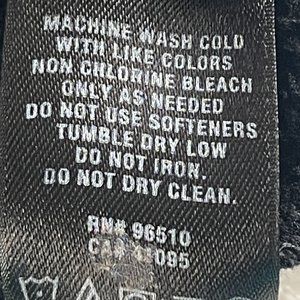 MACHINE WASH COLD
WITH LIKE COLORS
NON CHLORINE BLEACH
ONLY AS NEEDED
DO NOT USE SOFTENERS
TUMBLE DRY LOW
DO NOT IRON.
DO NOT DRY CLEAN.
RN# 96510